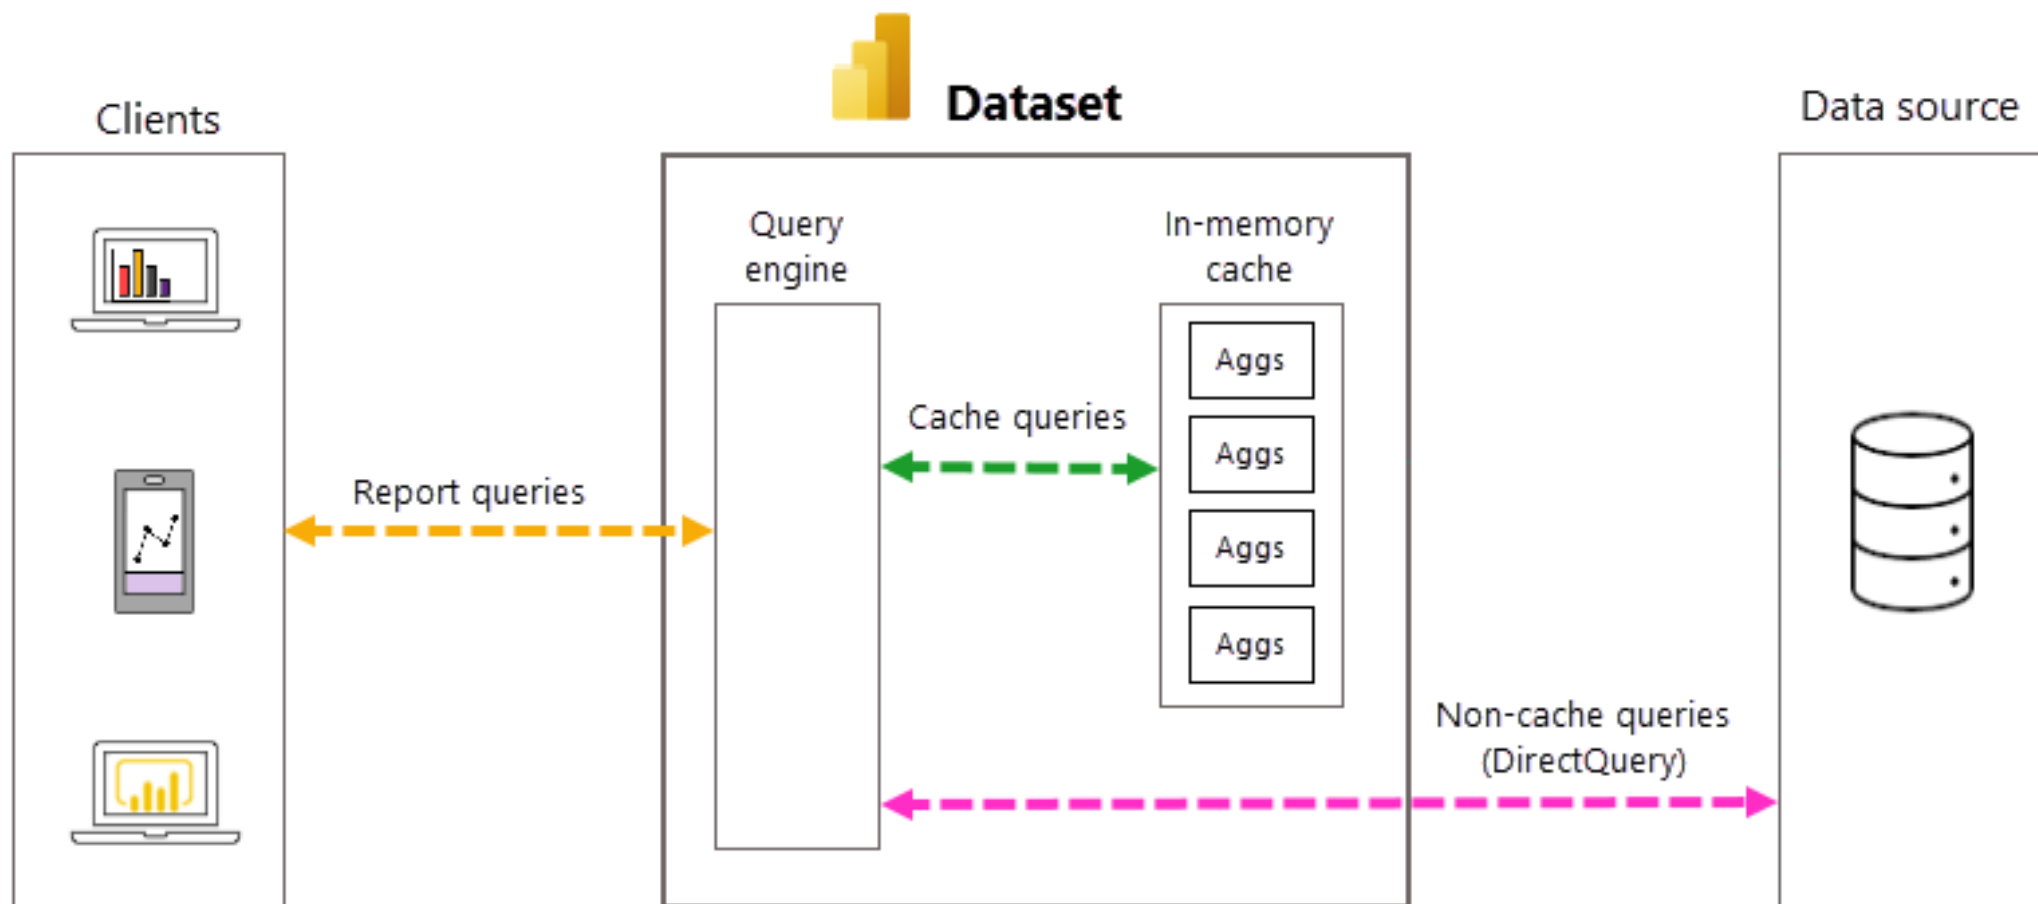 Clients
Dataset
Data source
Query
engine
In-memory
cache
Aggs
Aggs
Aggs
Aggs
Cache queries
Report queries
Non-cache queries
(DirectQuery)